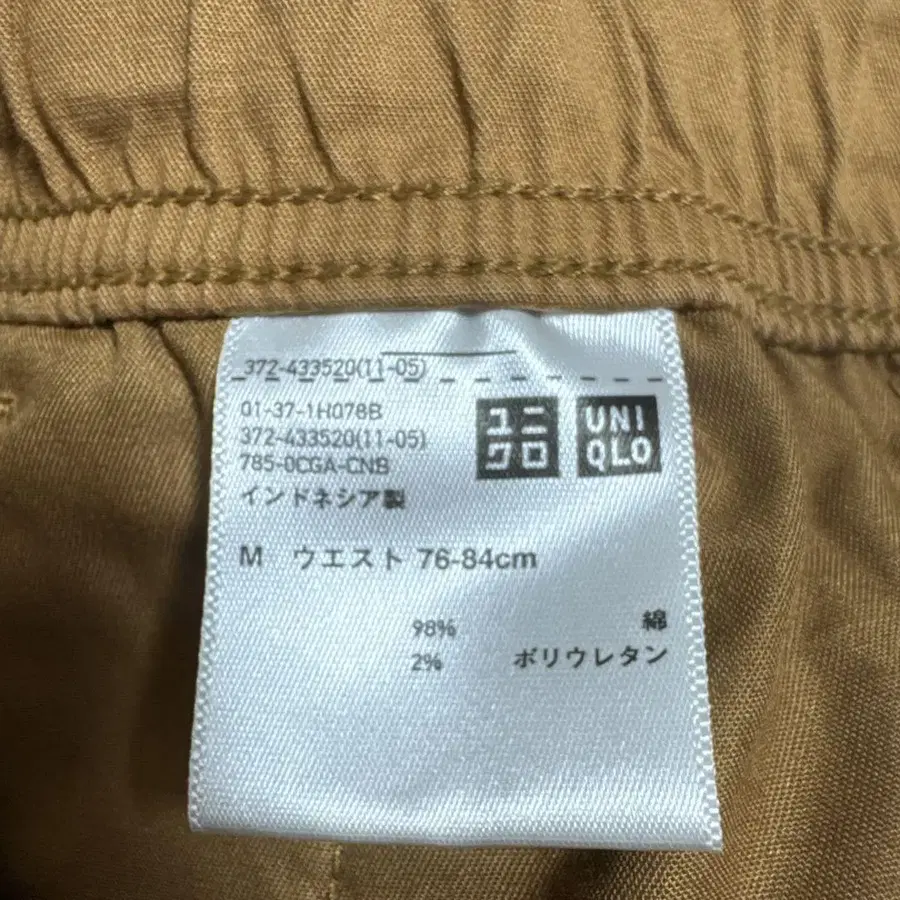 372-433520(11-05)
01-37-1H078B
372-433520(11-05)
785-0CGA-CNB
インドネシア製
ユニ
クロ
UNI
QLO
M ウエスト 76-84cm
98% 綿
2% ポリウレタン